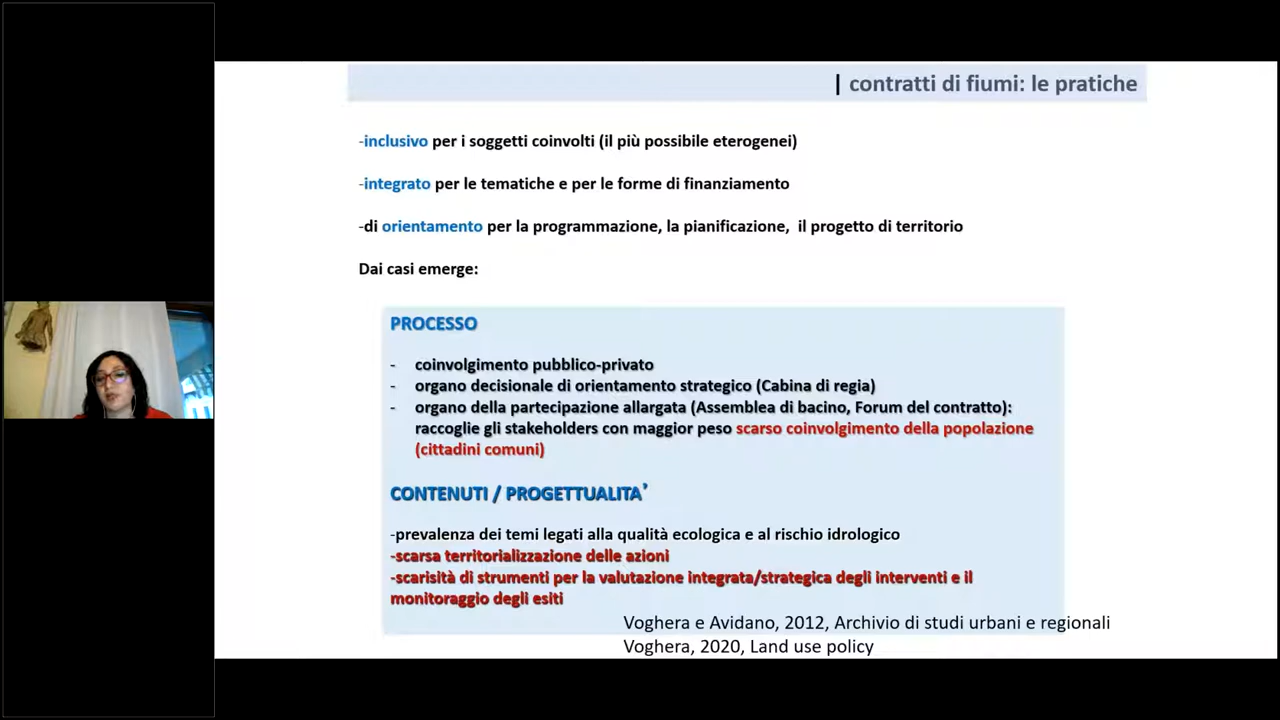 | contratti di fiumi: le pratiche
-inclusivo per i soggetti coinvolti (il più possibile eterogenei)
-integrato per le tematiche e per le forme di finanziamento
-di orientamento per la programmazione, la pianificazione, il progetto di territorio
Dai casi emerge:
PROCESSO
- coinvolgimento pubblico-privato
- organo decisionale di orientamento strategico (Cabina di regia)
- organo della partecipazione allargata (Assemblea di bacino, Forum del contratto):
raccoglie gli stakeholders con maggior peso scarso coinvolgimento della popolazione
(cittadini comuni)
CONTENUTI / PROGETTUALITA’
-prevalenza dei temi legati alla qualità ecologica e al rischio idrologico
-scarsa territorializzazione delle azioni
-scarisità di strumenti per la valutazione integrata/strategica degli interventi e il
monitoraggio degli esiti
Voghera e Avidano, 2012, Archivio di studi urbani e regionali
Voghera, 2020, Land use policy